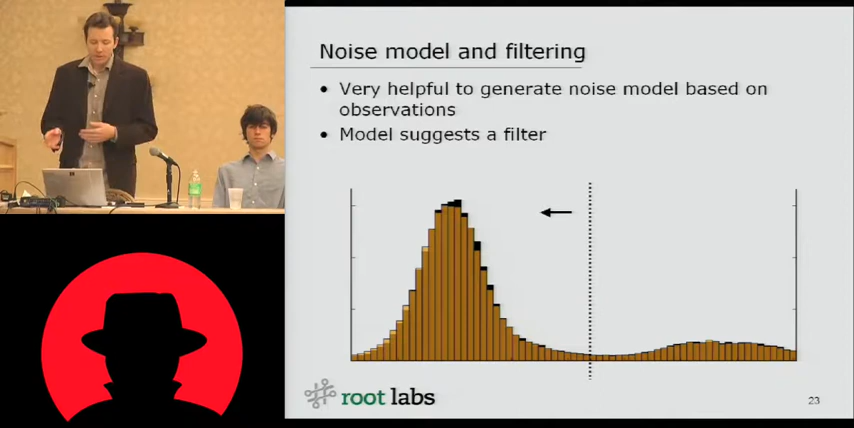 Noise model and filtering
• Very helpful to generate noise model based on
observations
• Model suggests a filter
root labs
23